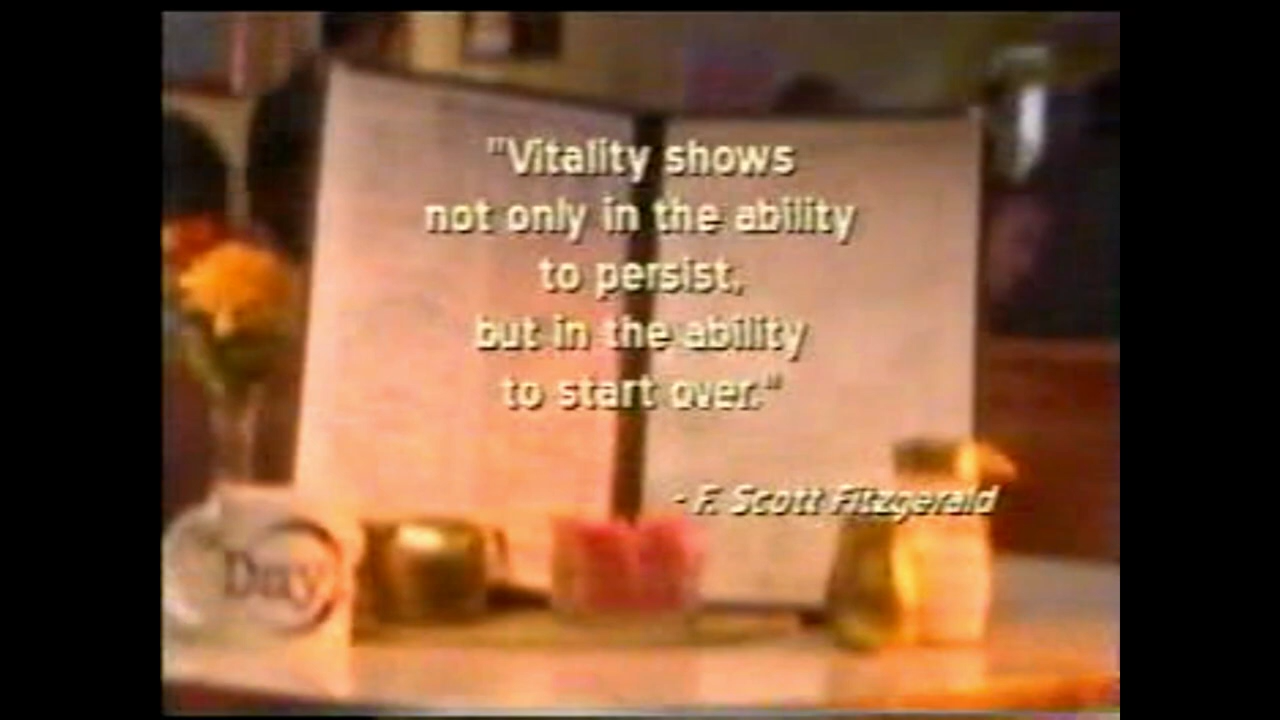 "Vitality shows
not only in the ability
to persist,
but in the ability
to start over."
- F. Scott Fitzgerald
Day